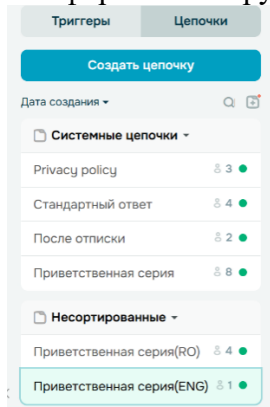 Триггеры Цепочки
Создать цепочку
Дата создания
Системные цепочки
Privacy policy 3
Стандартный ответ 4
После отписки 2
Приветственная серия 8
Несортированные
Приветственная серия(RO) 4
Приветственная серия(ENG) 1